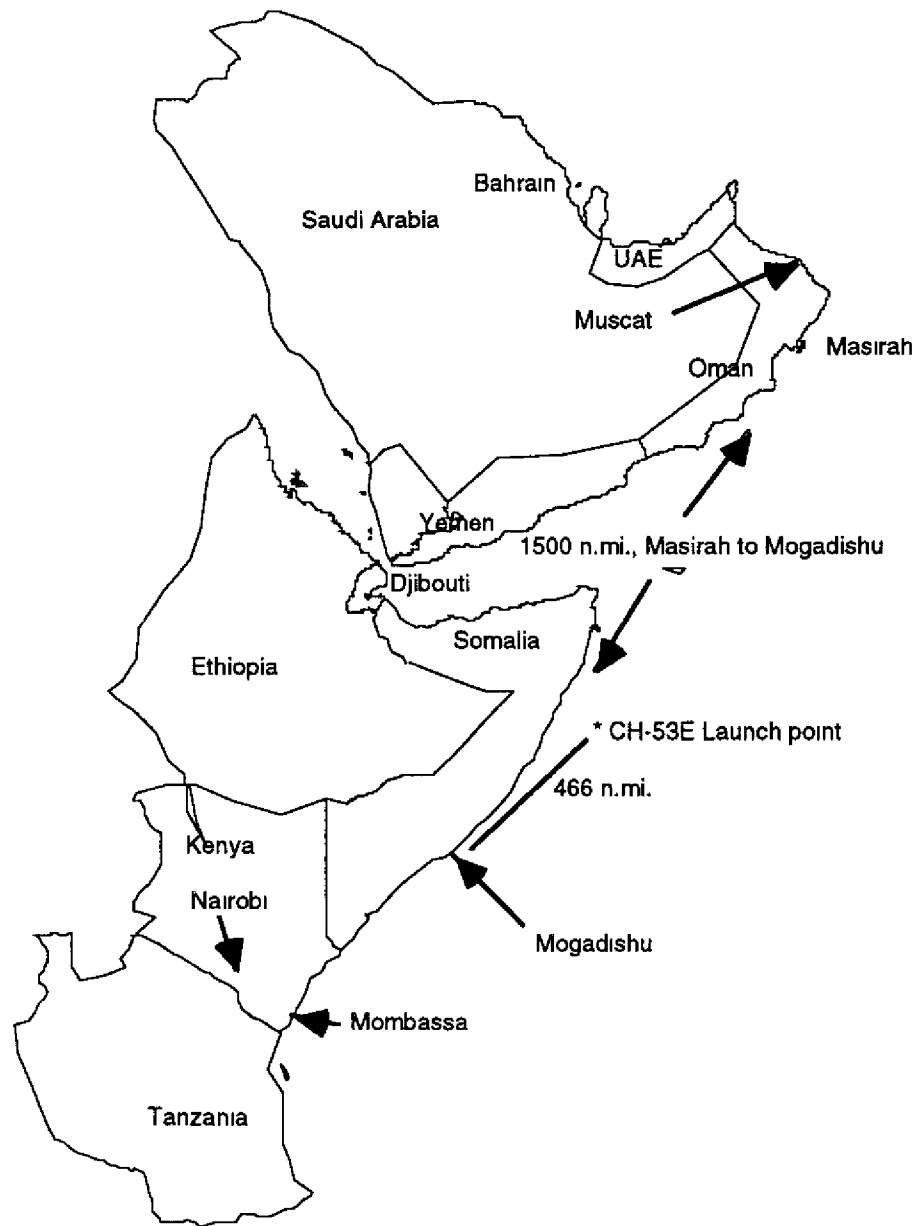 Bahrain
Saudi Arabia
UAE
Muscat
Masirah
Oman
Yemen
1500 n.mi., Masirah to Mogadishu
Djibouti
Somalia
Ethiopia
* CH-53E Launch point
466 n.mi.
Kenya
Nairobi
Mogadishu
Mombassa
Tanzania